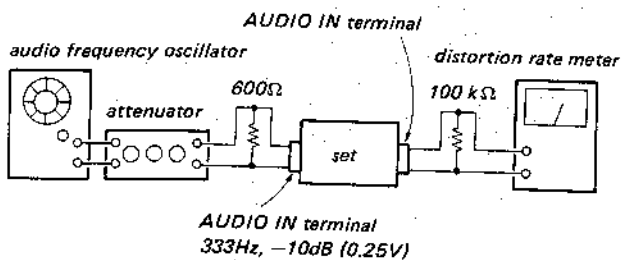 AUDIO IN terminal
audio frequency oscillator
distortion rate meter
attenuator
600Ω
100 kΩ
set
AUDIO IN terminal
333Hz, −10dB (0.25V)